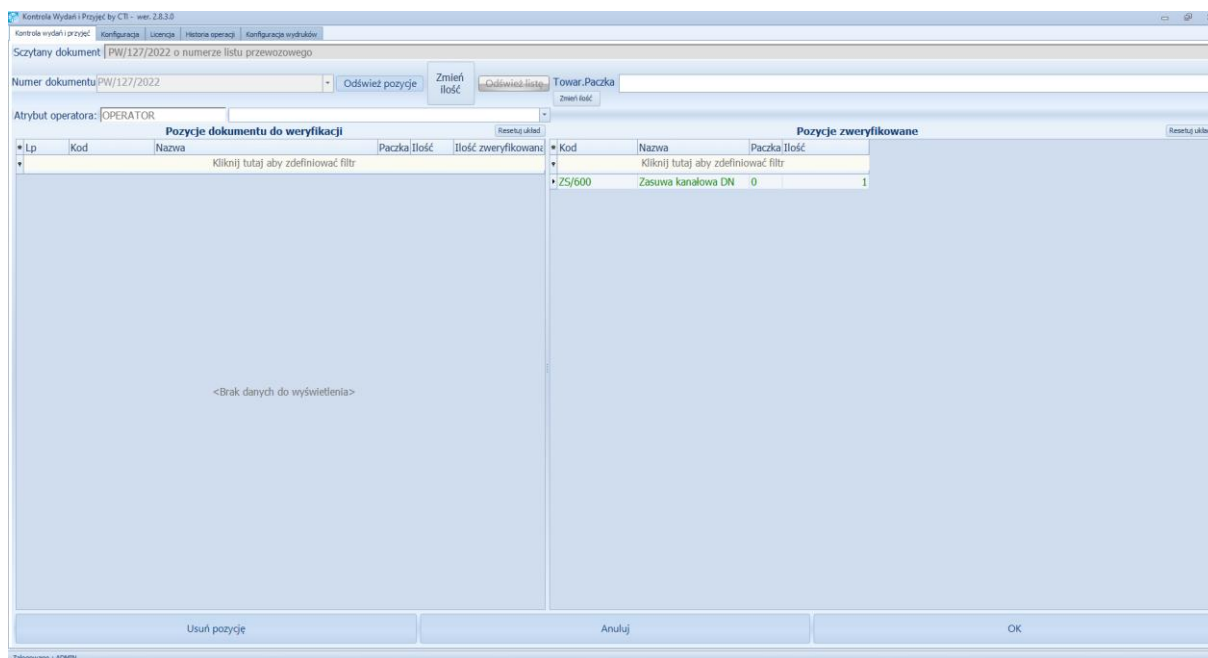 Kontrola Wydań i Przyjęć by CTI - wer. 2.8.3.0
Kontrola wydań i przyjęć Konfiguracja Licencja Historia operacji Konfiguracja wydruków
Sczytany dokument PW/127/2022 o numerze listu przewozowego
Numer dokumentu PW/127/2022 Odśwież pozycje Zmień ilość Odśwież listę Towar.Paczka
Zmień ilość
Atrybut operatora: OPERATOR
Pozycje dokumentu do weryfikacji Resetuj układ Pozycje zweryfikowane Resetuj ukła
Lp Kod Nazwa Paczka Ilość Ilość zweryfikowana Kod Nazwa Paczka Ilość
Kliknij tutaj aby zdefiniować filtr Kliknij tutaj aby zdefiniować filtr
ZS/600 Zasuwa kanałowa DN 0 1
<Brak danych do wyświetlenia>
Usuń pozycję Anuluj OK